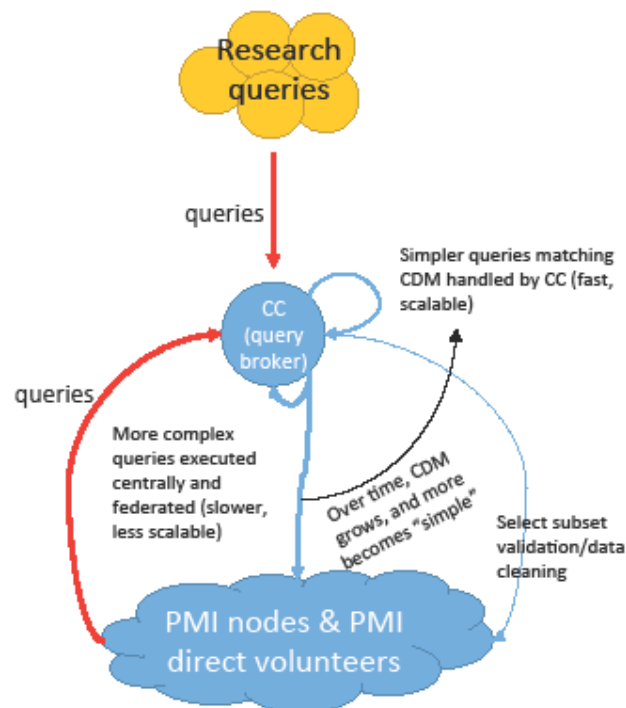 Research
queries
queries
Simpler queries matching
CDM handled by CC (fast,
scalable)
CC
(query
broker)
queries
More complex
queries executed
centrally and
federated (slower,
less scalable)
Over time, CDM
grows, and more
becomes “simple”
Select subset
validation/data
cleaning
PMI nodes & PMI
direct volunteers